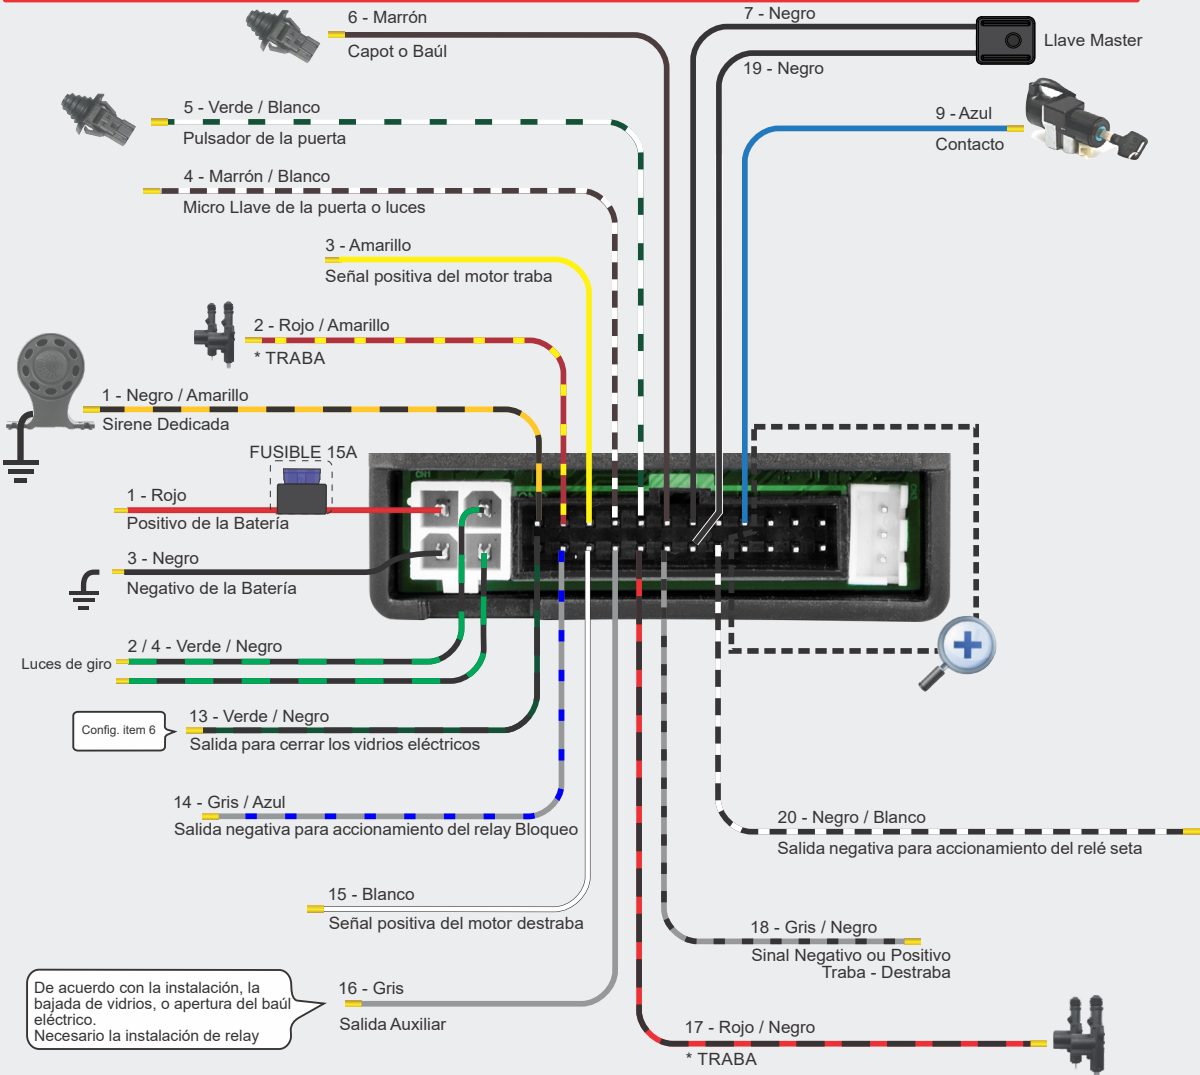 6 - Marrón
Capot o Baúl
7 - Negro
Llave Master
19 - Negro
5 - Verde / Blanco
Pulsador de la puerta
9 - Azul
Contacto
4 - Marrón / Blanco
Micro Llave de la puerta o luces
3 - Amarillo
Señal positiva del motor traba
2 - Rojo / Amarillo
* TRABA
1 - Negro / Amarillo
Sirene Dedicada
FUSIBLE 15A
1 - Rojo
Positivo de la Batería
CN1
3 - Negro
Negativo de la Batería
2 / 4 - Verde / Negro
Luces de giro
Config. item 6
13 - Verde / Negro
Salida para cerrar los vidrios eléctricos
14 - Gris / Azul
Salida negativa para accionamiento del relay Bloqueo
20 - Negro / Blanco
Salida negativa para accionamiento del relé seta
15 - Blanco
Señal positiva del motor destraba
18 - Gris / Negro
Sinal Negativo ou Positivo
Traba - Destraba
De acuerdo con la instalación, la
bajada de vidrios, o apertura del baúl
eléctrico.
Necesario la instalación de relay
16 - Gris
Salida Auxiliar
17 - Rojo / Negro
* TRABA